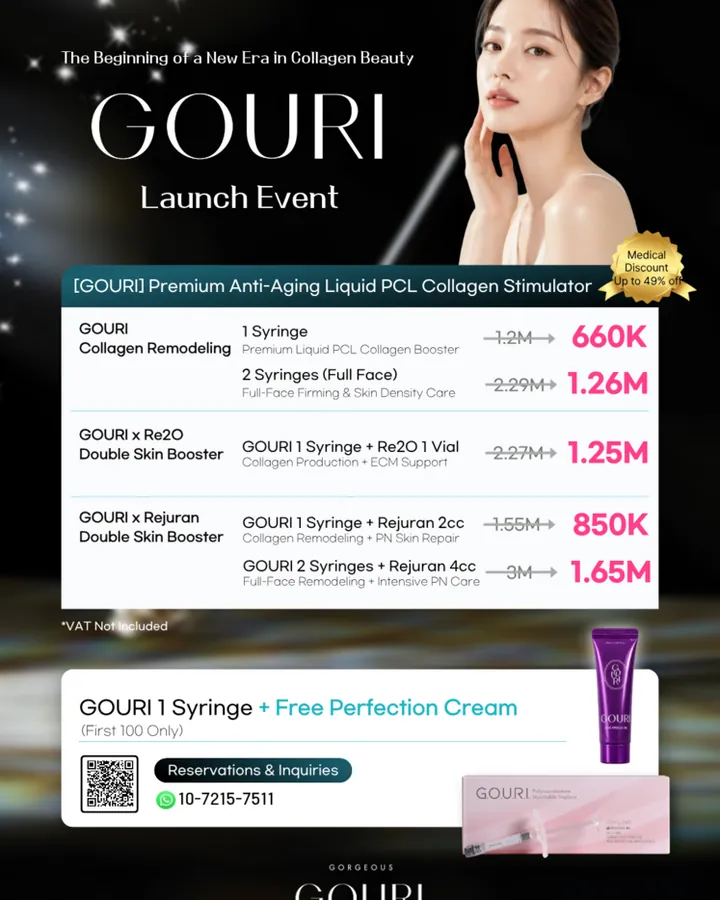 The Beginning of a New Era in Collagen Beauty
GOURI
Launch Event
Medical
Discount
Up to 49% off
[GOURI] Premium Anti-Aging Liquid PCL Collagen Stimulator
GOURI
Collagen Remodeling
1 Syringe
Premium Liquid PCL Collagen Booster
1.2M 660K
2 Syringes (Full Face)
Full-Face Firming & Skin Density Care
2.29M 1.26M
GOURI x Re2O
Double Skin Booster
GOURI 1 Syringe + Re2O 1 Vial
Collagen Production + ECM Support
2.27M 1.25M
GOURI x Rejuran
Double Skin Booster
GOURI 1 Syringe + Rejuran 2cc
Collagen Remodeling + PN Skin Repair
1.55M 850K
GOURI 2 Syringes + Rejuran 4cc
Full-Face Remodeling + Intensive PN Care
3M 1.65M
*VAT Not Included
GOURI 1 Syringe + Free Perfection Cream
(First 100 Only)
Reservations & Inquiries
10-7215-7511
GOURI
GOURI
GORGEOUS
GOURI